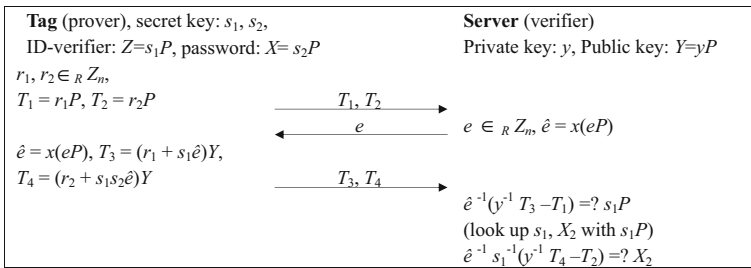 Tag (prover), secret key: s₁, s₂, Server (verifier)
ID-verifier: Z=s₁P, password: X= s₂P Private key: y, Public key: Y=yP
r₁, r₂ ∈ R Zₙ,
T₁ = r₁P, T₂ = r₂P T₁, T₂
e e ∈ R Zₙ, ê = x(eP)
ê = x(eP), T₃ = (r₁ + s₁ê)Y,
T₄ = (r₂ + s₁s₂ê)Y T₃, T₄
ê ⁻¹(y⁻¹ T₃ –T₁) =? s₁P
(look up s₁, X₂ with s₁P)
ê ⁻¹ s₁⁻¹(y⁻¹ T₄ –T₂) =? X₂